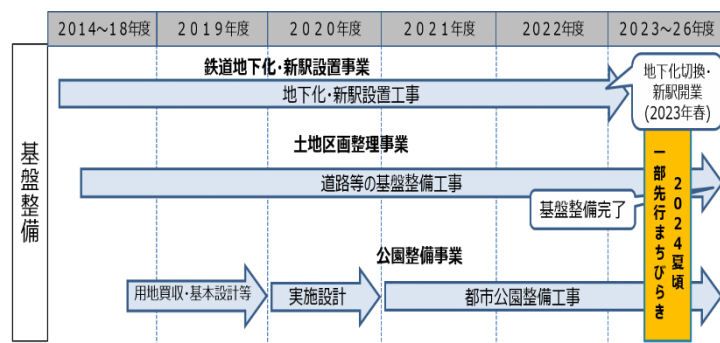 2014～18年度 2019年度 2020年度 2021年度 2022年度 2023～26年度
基盤整備
鉄道地下化・新駅設置事業
地下化・新駅設置工事
地下化切換・
新駅開業
(2023年春)
土地区画整理事業
道路等の基盤整備工事
基盤整備完了
公園整備事業
用地買収・基本設計等
実施設計
都市公園整備工事
2024夏頃
一部先行まちびらき